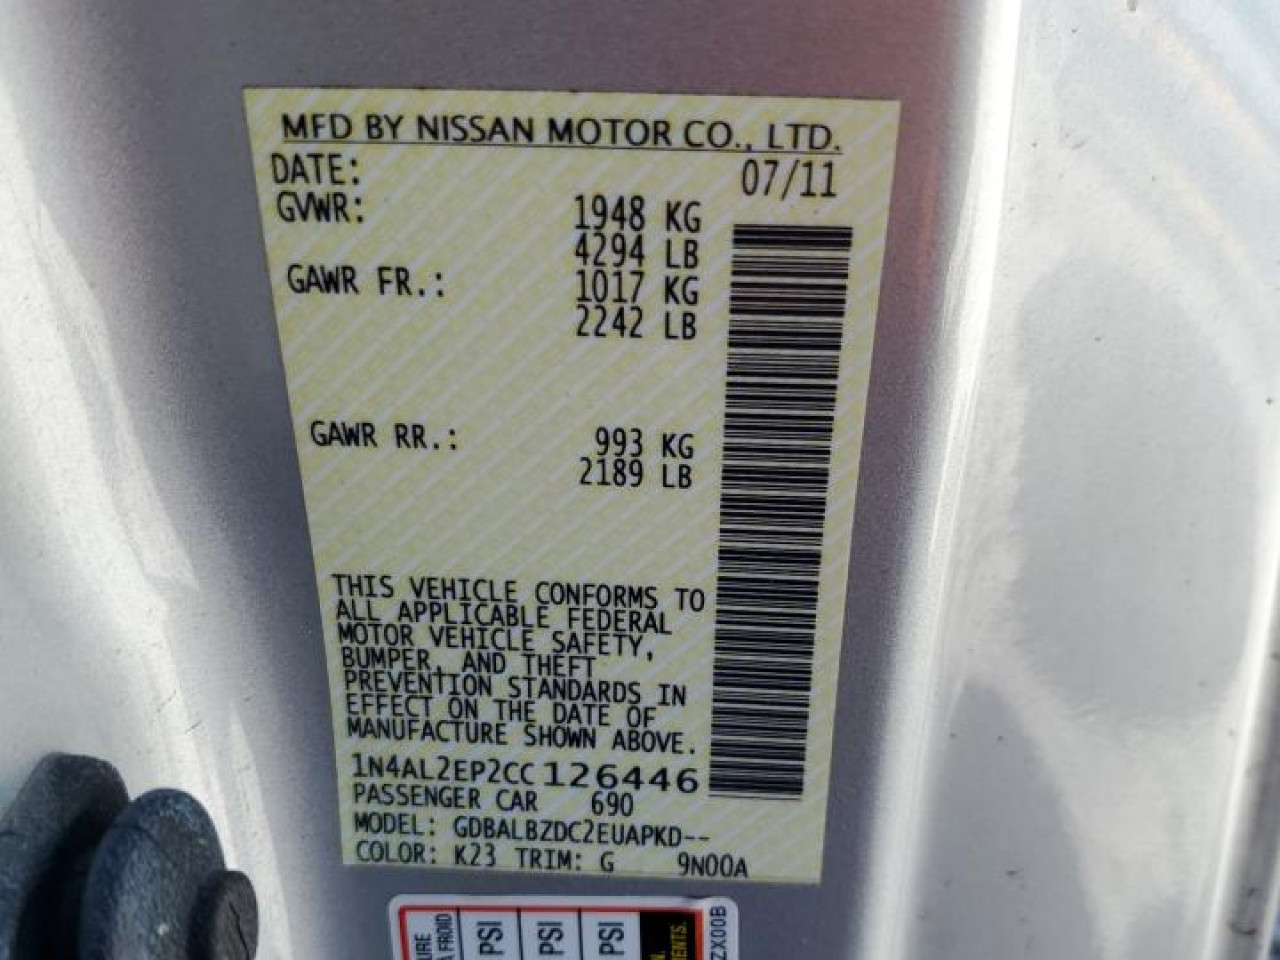 MFD BY NISSAN MOTOR CO., LTD.
DATE: 07/11
GVWR: 1948 KG
4294 LB
GAWR FR.: 1017 KG
2242 LB
GAWR RR.: 993 KG
2189 LB
THIS VEHICLE CONFORMS TO
ALL APPLICABLE FEDERAL
MOTOR VEHICLE SAFETY,
BUMPER, AND THEFT
PREVENTION STANDARDS IN
EFFECT ON THE DATE OF
MANUFACTURE SHOWN ABOVE.
1N4AL2EP2CC126446
PASSENGER CAR 690
MODEL: GDBALBZDC2EUAPKD--
COLOR: K23 TRIM: G 9N00A
PSI
PSI
PSI
ZX00B